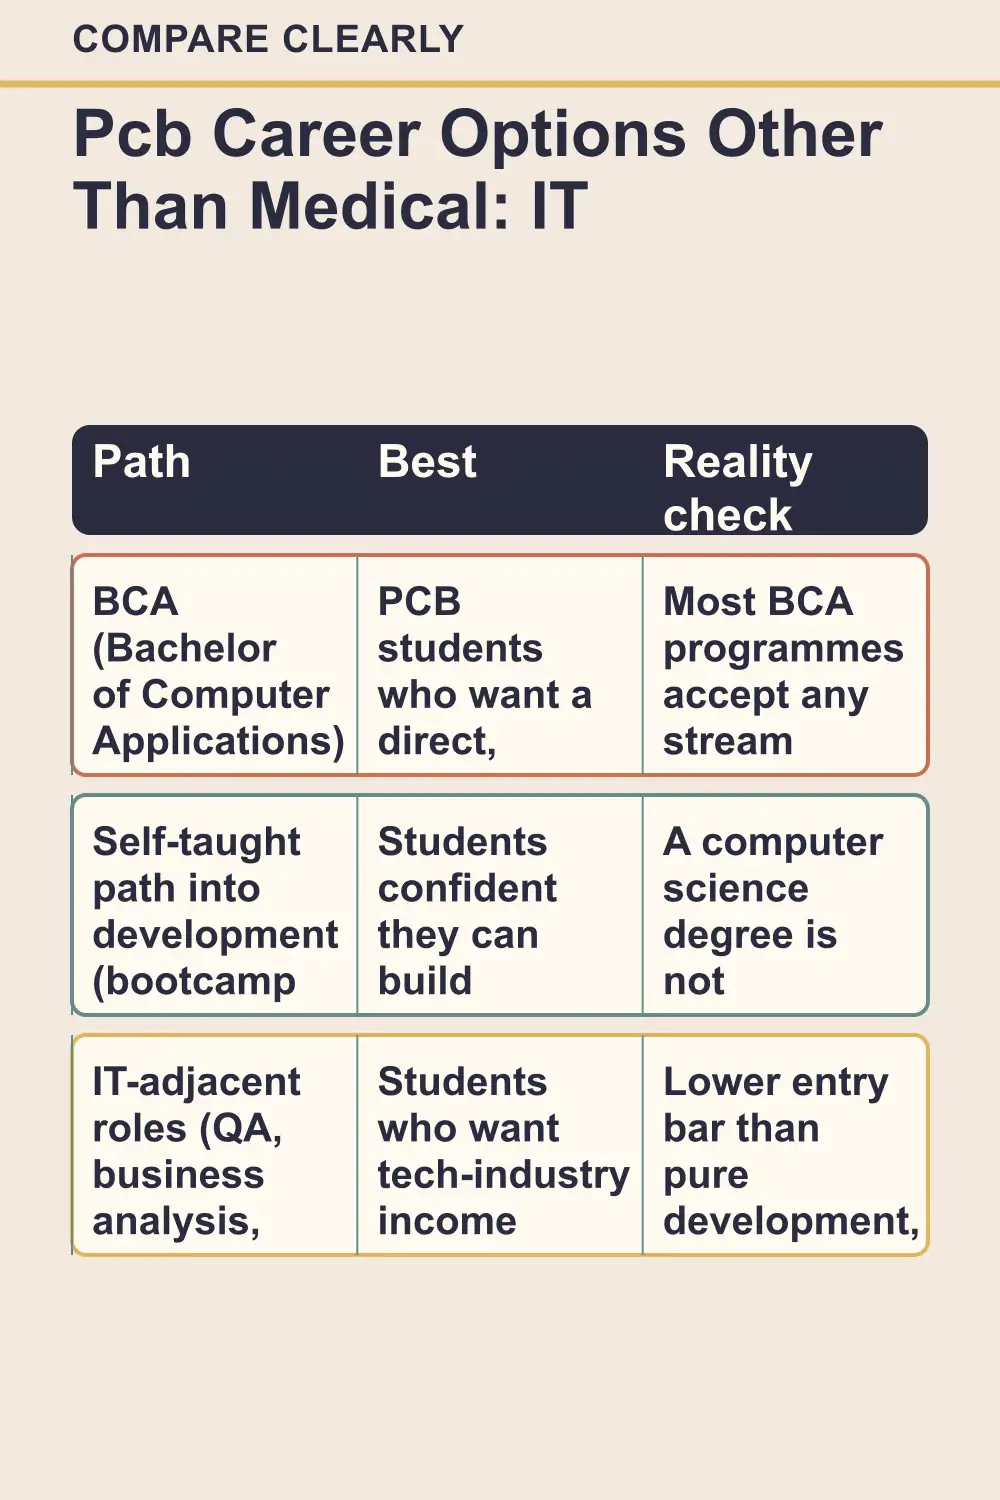 COMPARE CLEARLY
Pcb Career Options Other
Than Medical: IT
Path
Best
Reality
check
BCA
(Bachelor
of Computer
Applications)
PCB
students
who want a
direct,
Most BCA
programmes
accept any
stream
Self-taught
path into
development
(bootcamp
Students
confident
they can
build
A computer
science
degree is
not
IT-adjacent
roles (QA,
business
analysis,
Students
who want
tech-industry
income
Lower entry
bar than
pure
development,